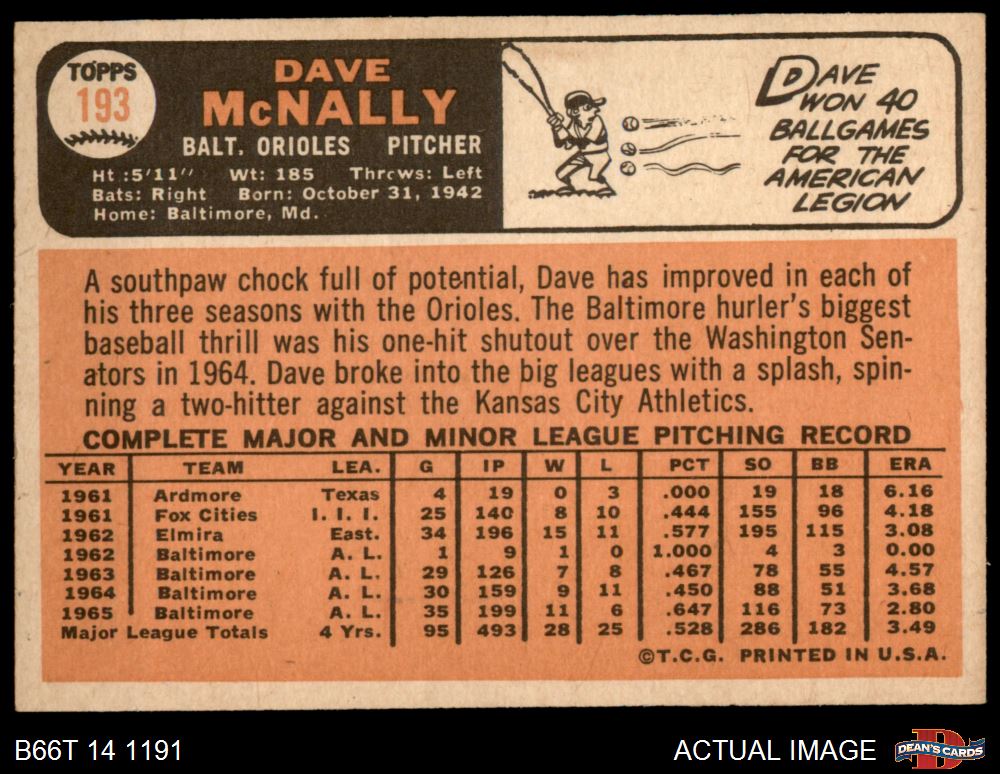 TOPPS
193
DAVE
McNALLY
BALT. ORIOLES PITCHER
Ht :5'11" Wt: 185 Throws: Left
Bats: Right Born: October 31, 1942
Home: Baltimore, Md.
DAVE
WON 40
BALLGAMES
FOR THE
AMERICAN
LEGION
A southpaw chock full of potential, Dave has improved in each of
his three seasons with the Orioles. The Baltimore hurler's biggest
baseball thrill was his one-hit shutout over the Washington Sen-
ators in 1964. Dave broke into the big leagues with a splash, spin-
ning a two-hitter against the Kansas City Athletics.
COMPLETE MAJOR AND MINOR LEAGUE PITCHING RECORD
YEAR TEAM LEA. G IP W L PCT SO BB ERA
1961 Ardmore Texas 4 19 0 3 .000 19 18 6.16
1961 Fox Cities I. I. I. 25 140 8 10 .444 155 96 4.18
1962 Elmira East. 34 196 15 11 .577 195 115 3.08
1962 Baltimore A. L. 1 9 1 0 1.000 4 3 0.00
1963 Baltimore A. L. 29 126 7 8 .467 78 55 4.57
1964 Baltimore A. L. 30 159 9 11 .450 88 51 3.68
1965 Baltimore A. L. 35 199 11 6 .647 116 73 2.80
Major League Totals 4 Yrs. 95 493 28 25 .528 286 182 3.49
©T.C.G. PRINTED IN U.S.A.
B66T 14 1191 ACTUAL IMAGE
DEAN'S CARDS